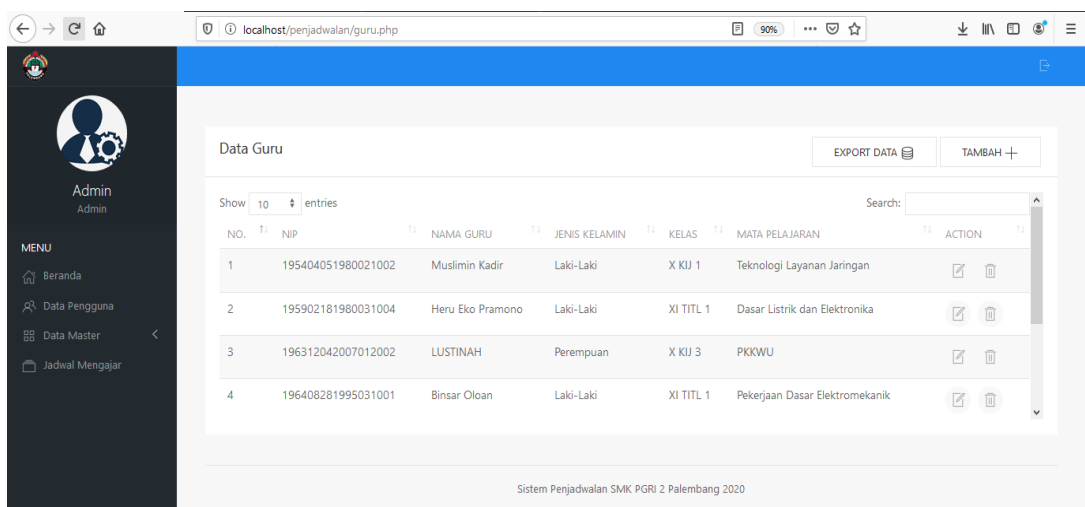 localhost/penjadwalan/guru.php 90%
Admin
Admin
MENU
Beranda
Data Pengguna
Data Master
Jadwal Mengajar
Data Guru EXPORT DATA TAMBAH
Show 10 entries Search:
NO. NIP NAMA GURU JENIS KELAMIN KELAS MATA PELAJARAN ACTION
1 195404051980021002 Muslimin Kadir Laki-Laki X KIJ 1 Teknologi Layanan Jaringan
2 195902181980031004 Heru Eko Pramono Laki-Laki XI TITL 1 Dasar Listrik dan Elektronika
3 196312042007012002 LUSTINAH Perempuan X KIJ 3 PKKWU
4 196408281995031001 Binsar Oloan Laki-Laki XI TITL 1 Pekerjaan Dasar Elektromekanik
Sistem Penjadwalan SMK PGRI 2 Palembang 2020